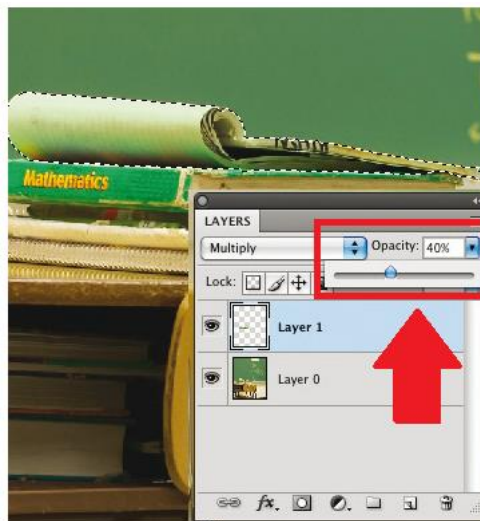 Mathematics
LAYERS
Multiply
Opacity: 40%
Lock:
Layer 1
Layer 0
fx.